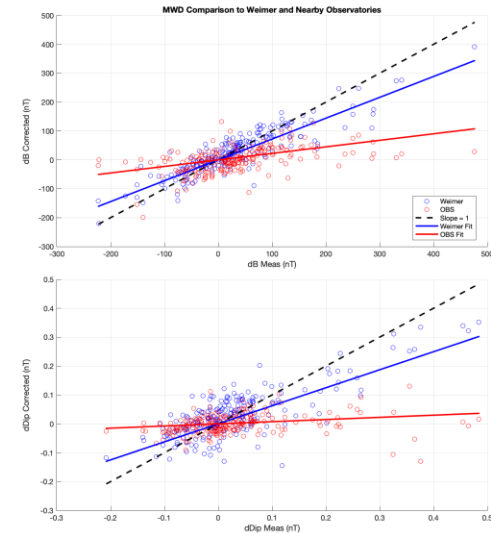 MWD Comparison to Weimer and Nearby Observatories
500
400
300
200
100
0
-100
-200
-300
dB Corrected (nT)
-300 -200 -100 0 100 200 300 400 500
dB Meas (nT)
Weimer
OBS
Slope = 1
Weimer Fit
OBS Fit
0.5
0.4
0.3
0.2
0.1
0
-0.1
-0.2
-0.3
dDip Corrected (nT)
-0.3 -0.2 -0.1 0 0.1 0.2 0.3 0.4 0.5
dDip Meas (nT)